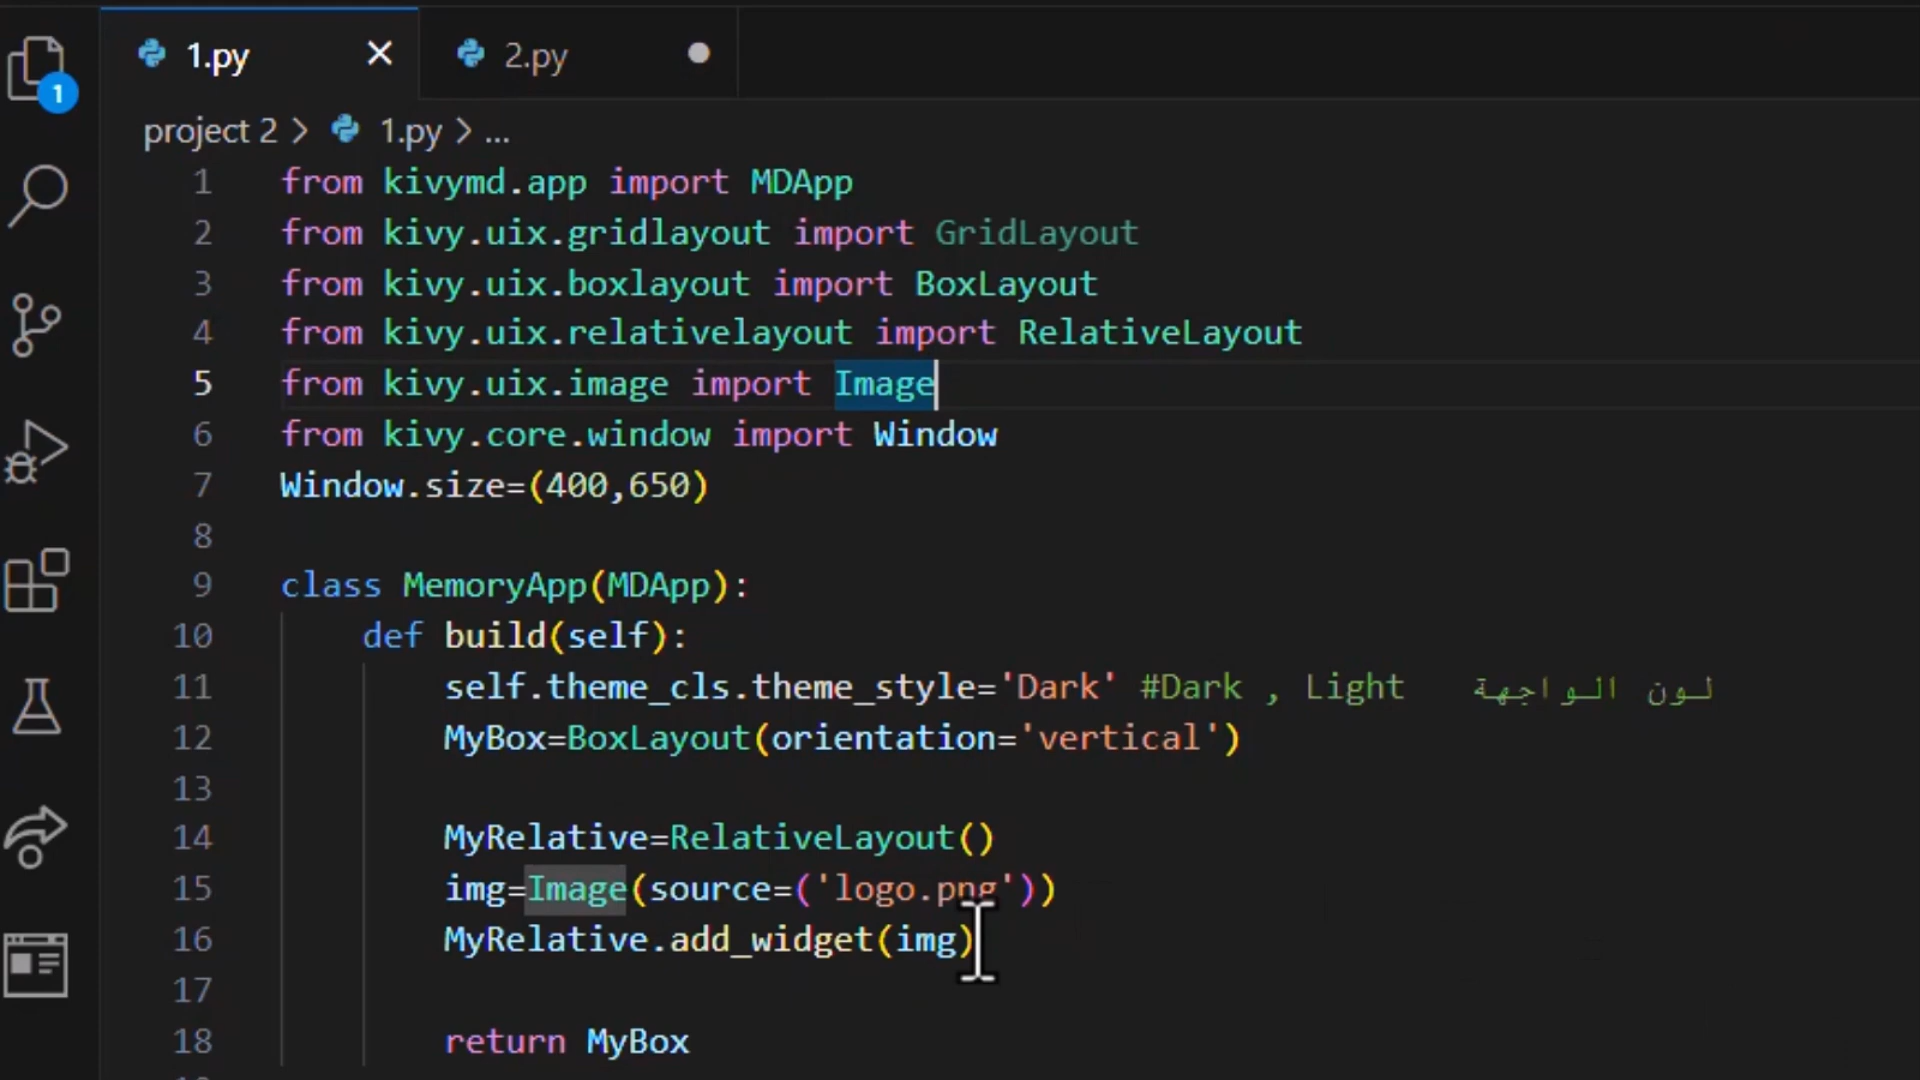 1.py
2.py
1
project 2 > 1.py > ...
1 from kivymd.app import MDApp
2 from kivy.uix.gridlayout import GridLayout
3 from kivy.uix.boxlayout import BoxLayout
4 from kivy.uix.relativelayout import RelativeLayout
5 from kivy.uix.image import Image
6 from kivy.core.window import Window
7 Window.size=(400,650)
8
9 class MemoryApp(MDApp):
10 def build(self):
11 self.theme_cls.theme_style='Dark' #Dark , Light لون الواجهة
12 MyBox=BoxLayout(orientation='vertical')
13
14 MyRelative=RelativeLayout()
15 img=Image(source=('logo.png'))
16 MyRelative.add_widget(img)
17
18 return MyBox